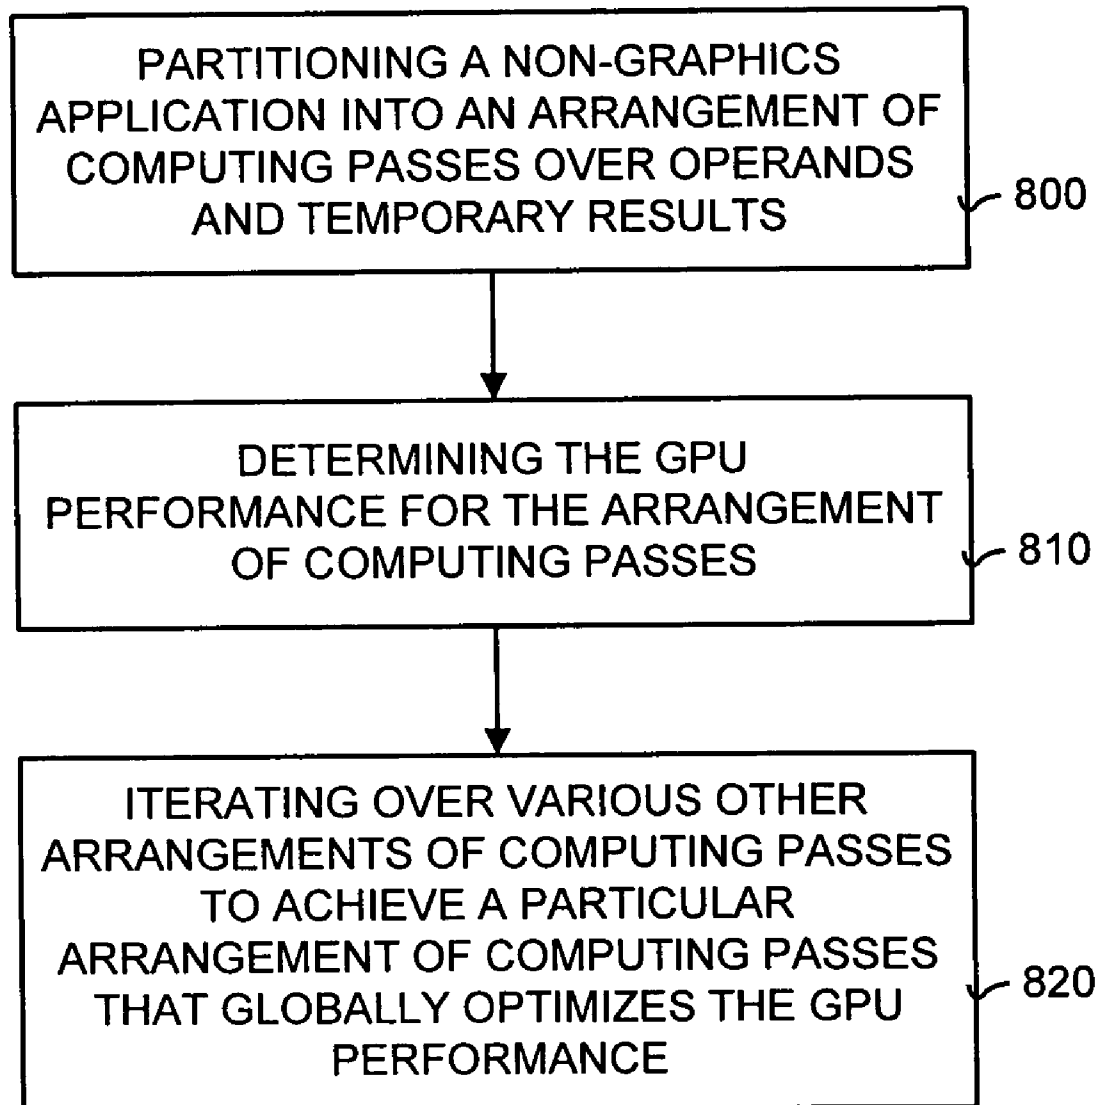 PARTITIONING A NON-GRAPHICS
APPLICATION INTO AN ARRANGEMENT OF
COMPUTING PASSES OVER OPERANDS
AND TEMPORARY RESULTS
800
DETERMINING THE GPU
PERFORMANCE FOR THE ARRANGEMENT
OF COMPUTING PASSES
810
ITERATING OVER VARIOUS OTHER
ARRANGEMENTS OF COMPUTING PASSES
TO ACHIEVE A PARTICULAR
ARRANGEMENT OF COMPUTING PASSES
THAT GLOBALLY OPTIMIZES THE GPU
PERFORMANCE
820